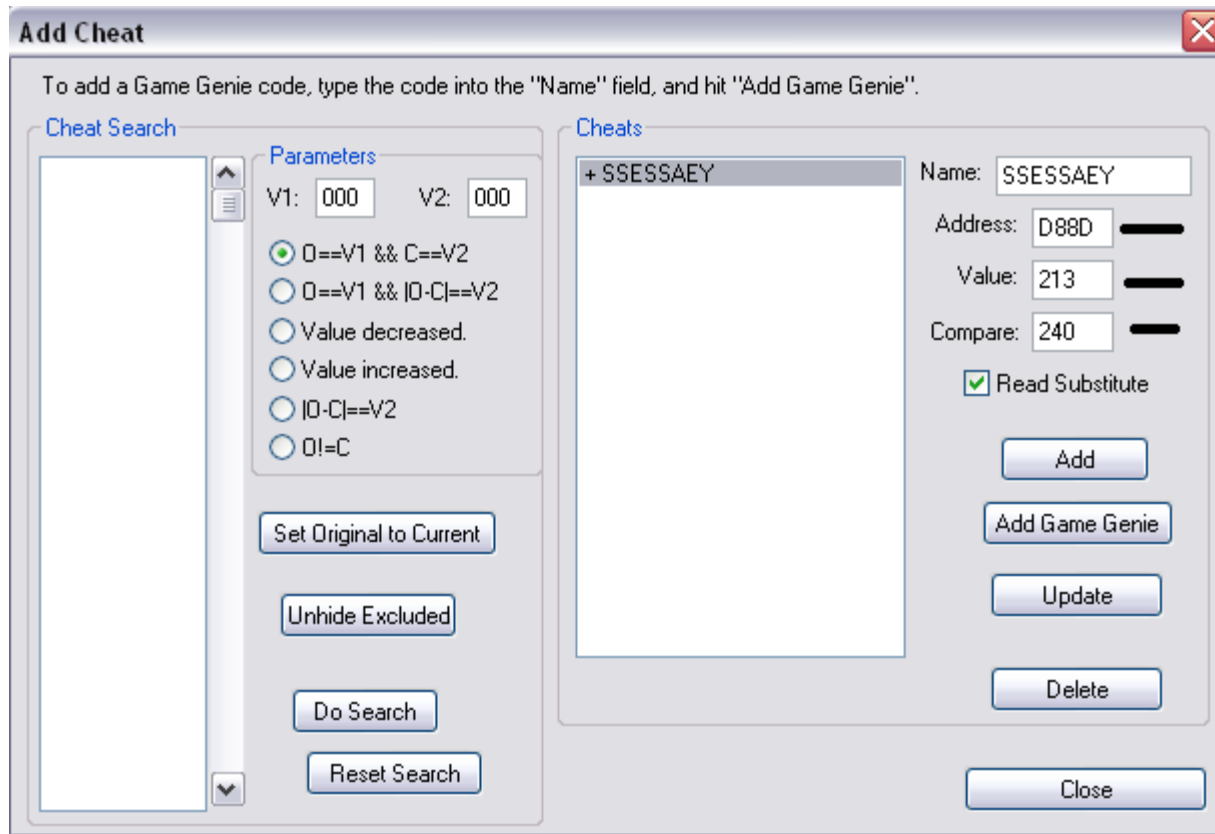 Add Cheat
To add a Game Genie code, type the code into the "Name" field, and hit "Add Game Genie".
Cheat Search
Parameters
V1: 000 V2: 000
O==V1 && C==V2
O==V1 && |O-C|==V2
Value decreased.
Value increased.
|O-C|==V2
O!=C
Set Original to Current
Unhide Excluded
Do Search
Reset Search
Cheats
+ SSESSAEY
Name: SSESSAEY
Address: D88D
Value: 213
Compare: 240
Read Substitute
Add
Add Game Genie
Update
Delete
Close